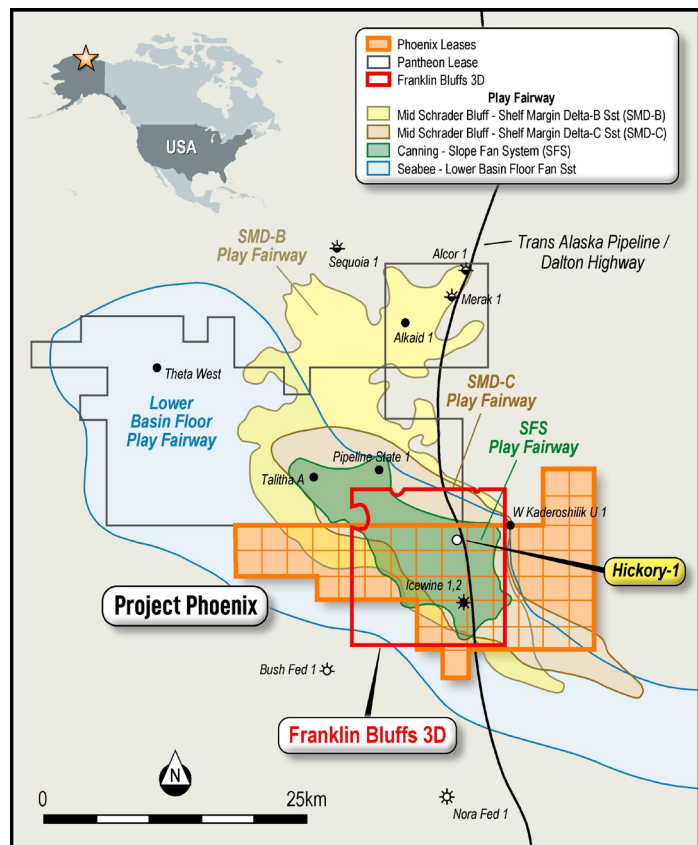 USA
Phoenix Leases
Pantheon Lease
Franklin Bluffs 3D
Play Fairway
Mid Schrader Bluff - Shelf Margin Delta-B Sst (SMD-B)
Mid Schrader Bluff - Shelf Margin Delta-C Sst (SMD-C)
Canning - Slope Fan System (SFS)
Seabee - Lower Basin Floor Fan Sst
SMD-B
Play Fairway
Sequoia 1
Alcor 1
Trans Alaska Pipeline /
Dalton Highway
Merak 1
Alkaid 1
Theta West
Lower
Basin Floor
Play Fairway
SMD-C
Play Fairway
SFS
Play Fairway
Pipeline State 1
Talitha A
W Kaderoshilik U 1
Hickory-1
Icewine 1,2
Project Phoenix
Bush Fed 1
Franklin Bluffs 3D
N
0
25km
Nora Fed 1